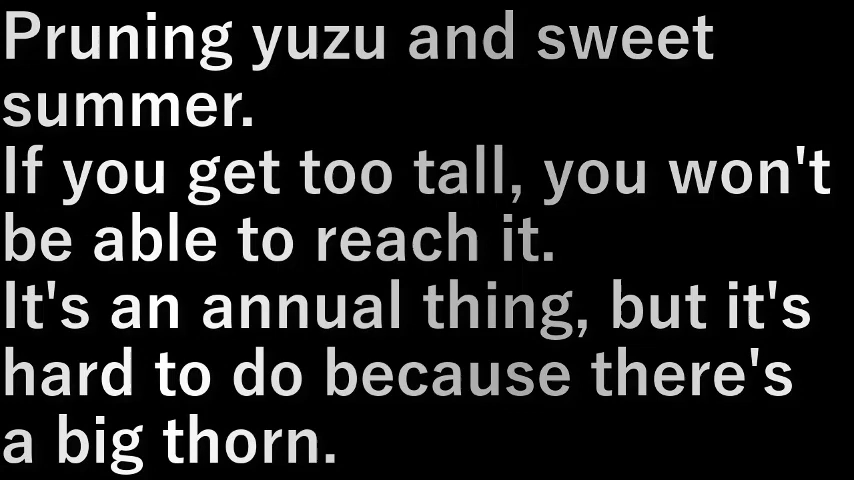 Pruning yuzu and sweet
summer.
If you get too tall, you won't
be able to reach it.
It's an annual thing, but it's
hard to do because there's
a big thorn.